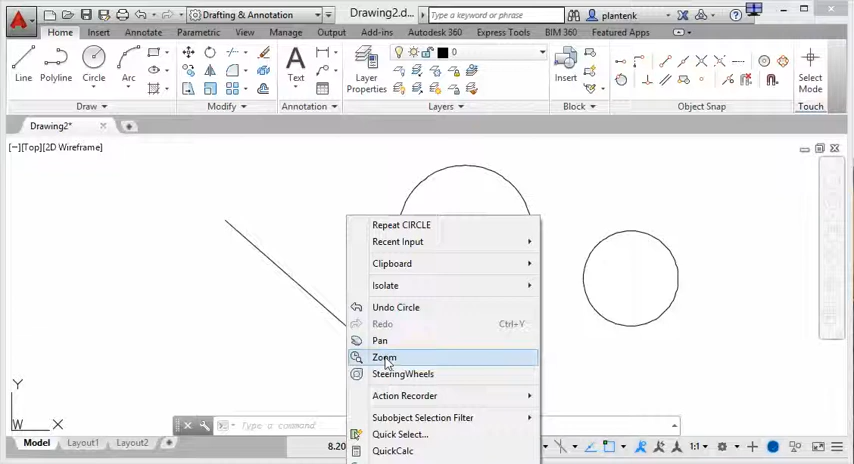 Drafting & Annotation
Drawing2.d...
Type a keyword or phrase
plantenk
Home Insert Annotate Parametric View Manage Output Add-ins Autodesk 360 Express Tools BIM 360 Featured Apps
Line Polyline Circle Arc Text Layer Properties 0 Insert Select Mode
Draw Modify Annotation Layers Block Object Snap Touch
Drawing2*
[−][Top][2D Wireframe]
Repeat CIRCLE
Recent Input
Clipboard
Isolate
Undo Circle
Redo Ctrl+Y
Pan
Zoom
SteeringWheels
Action Recorder
Subobject Selection Filter
Quick Select...
QuickCalc
Y
W X
Type a command
Model Layout1 Layout2 8.20 1:1